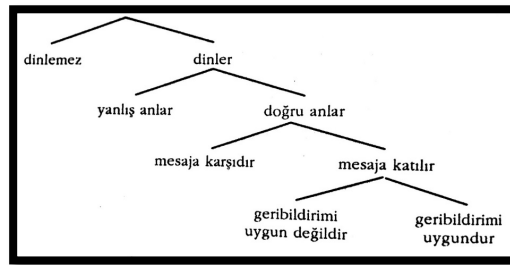 dinlemez
dinler
yanlış anlar
doğru anlar
mesaja karşıdır
mesaja katılır
geribildirimi
uygun değildir
geribildirimi
uygundur